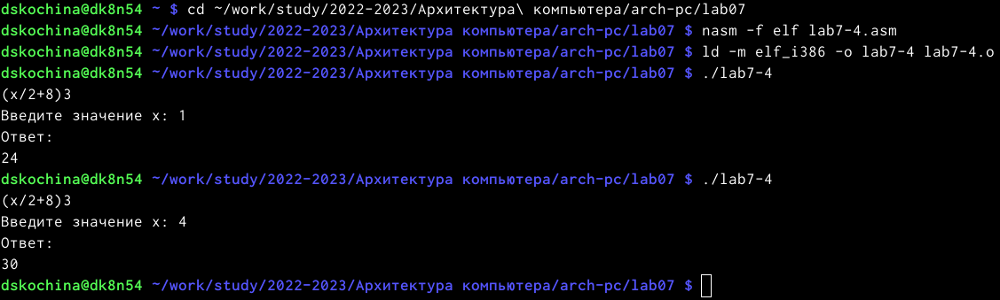 dskochina@dk8n54 ~ $ cd ~/work/study/2022-2023/Архитектура\ компьютера/arch-pc/lab07
dskochina@dk8n54 ~/work/study/2022-2023/Архитектура компьютера/arch-pc/lab07 $ nasm -f elf lab7-4.asm
dskochina@dk8n54 ~/work/study/2022-2023/Архитектура компьютера/arch-pc/lab07 $ ld -m elf_i386 -o lab7-4 lab7-4.o
dskochina@dk8n54 ~/work/study/2022-2023/Архитектура компьютера/arch-pc/lab07 $ ./lab7-4
(x/2+8)3
Введите значение x: 1
Ответ:
24
dskochina@dk8n54 ~/work/study/2022-2023/Архитектура компьютера/arch-pc/lab07 $ ./lab7-4
(x/2+8)3
Введите значение x: 4
Ответ:
30
dskochina@dk8n54 ~/work/study/2022-2023/Архитектура компьютера/arch-pc/lab07 $